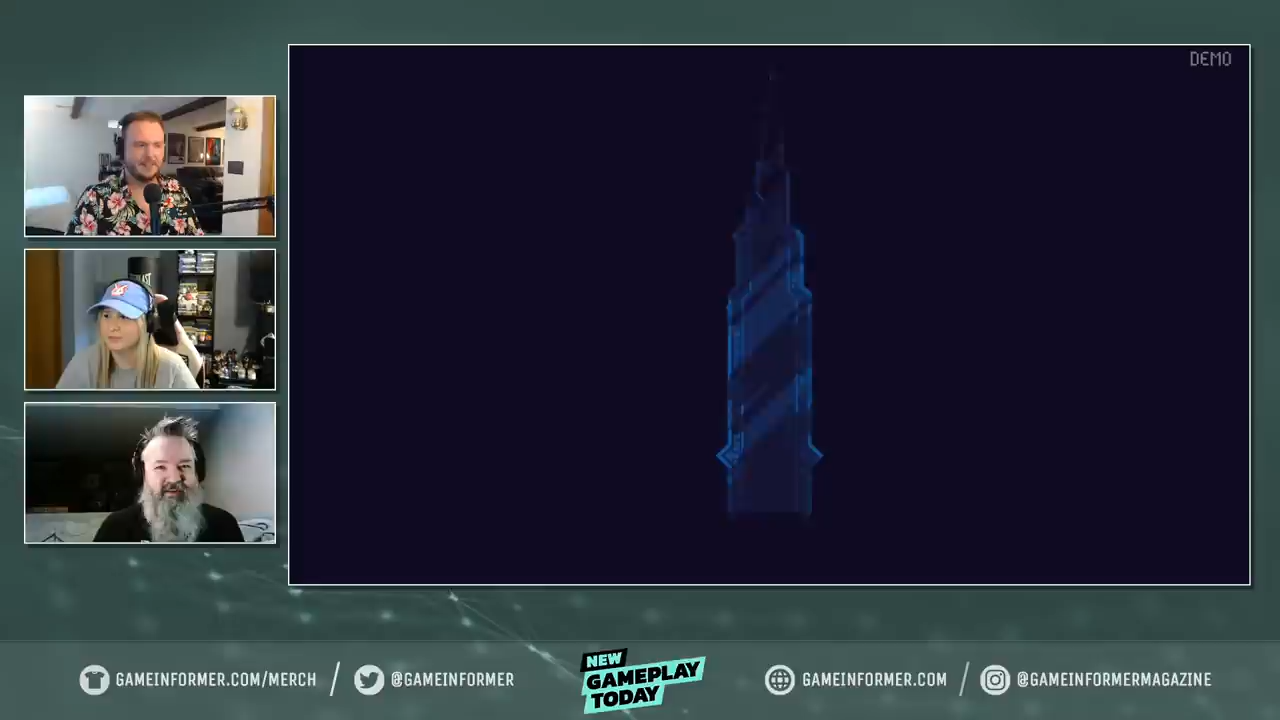 DEMO
GAMEINFORMER.COM/MERCH
@GAMEINFORMER
NEW
GAMEPLAY
TODAY
GAMEINFORMER.COM
@GAMEINFORMERMAGAZINE